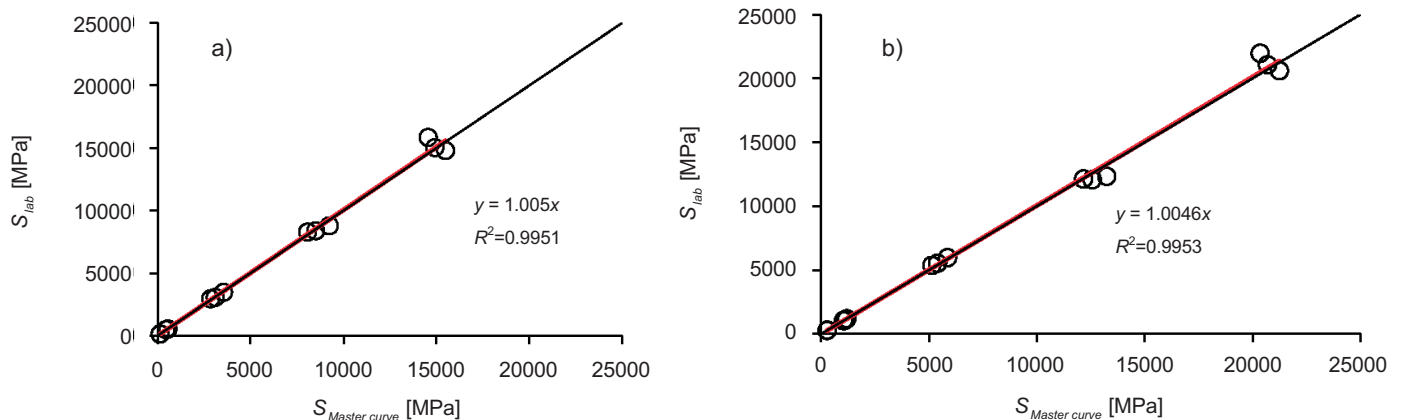 a)
25000
20000
15000
10000
5000
0
S_lab [MPa]
y = 1.005x
R²=0.9951
0 5000 10000 15000 20000 25000
S_Master curve [MPa]
b)
25000
20000
15000
10000
5000
0
S_lab [MPa]
y = 1.0046x
R²=0.9953
0 5000 10000 15000 20000 25000
S_Master curve [MPa]